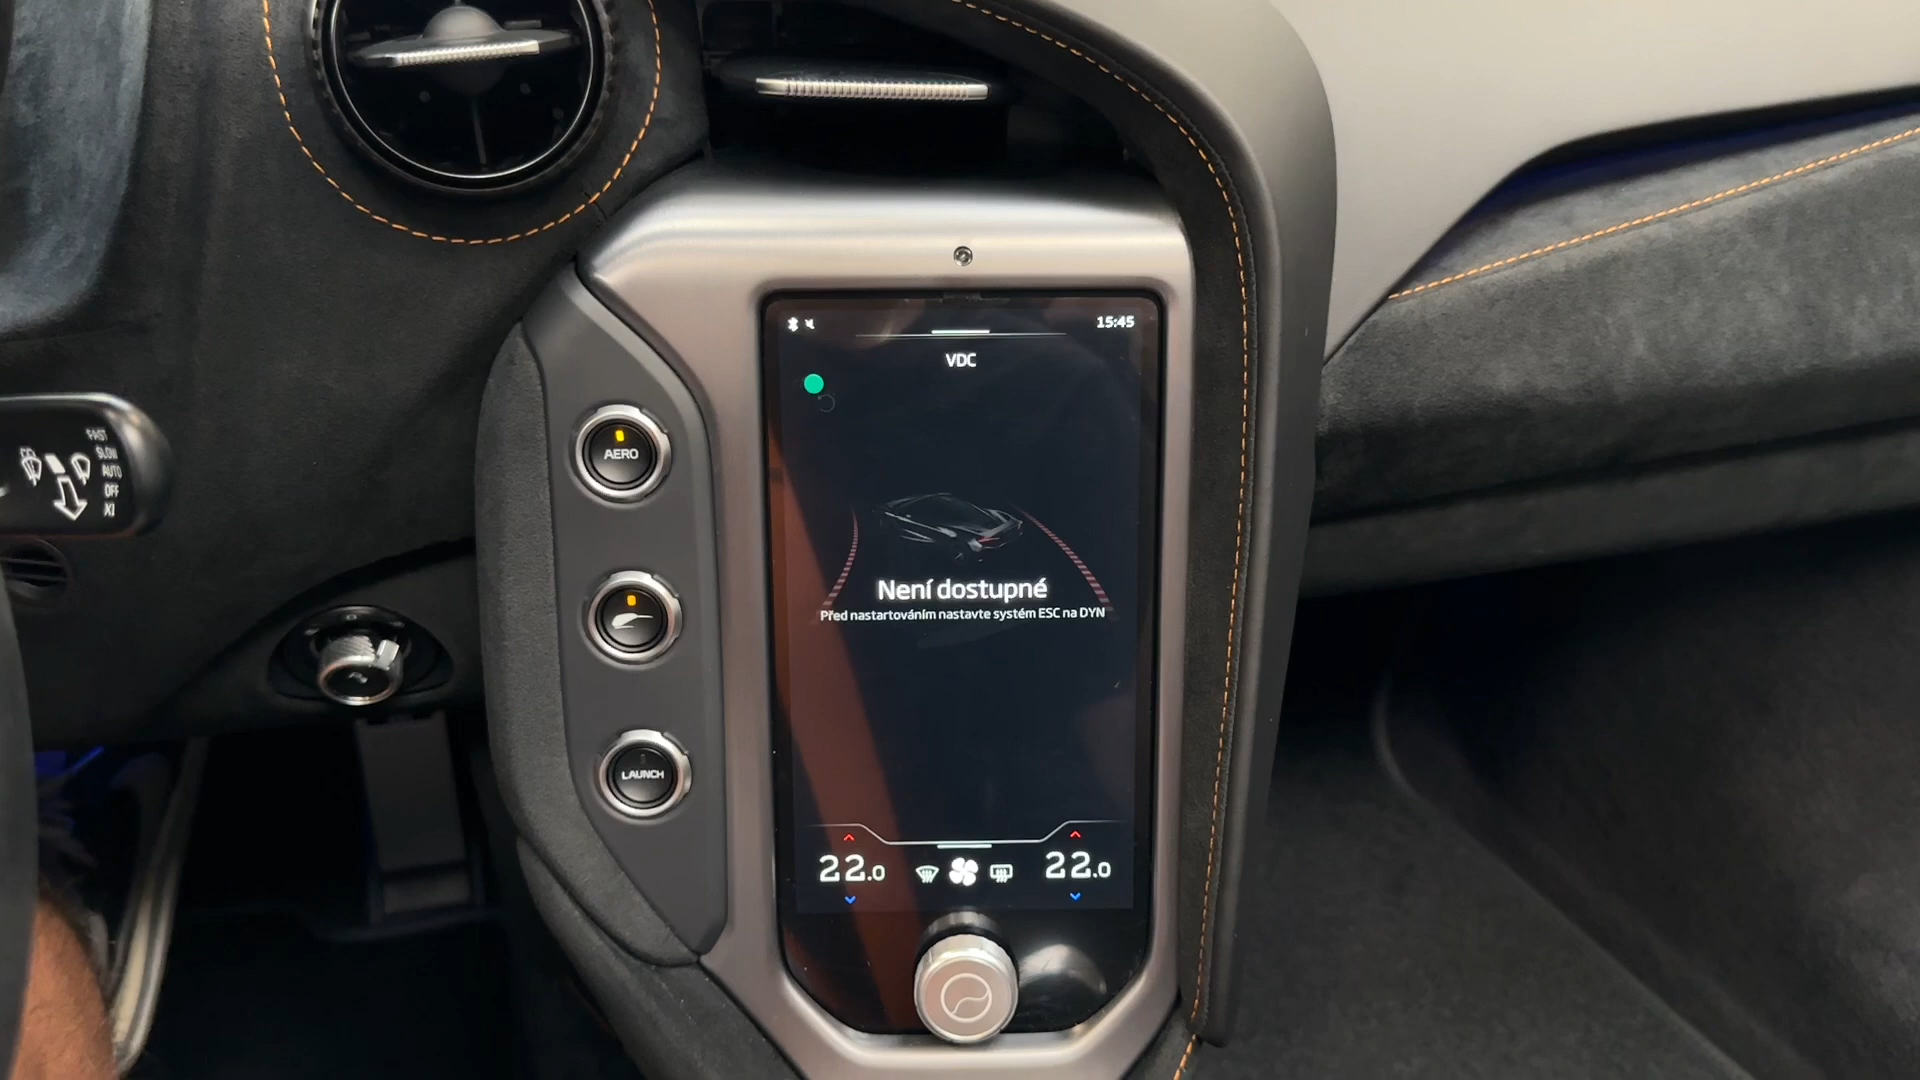 15:45
VDC
FAST
SLOW
AUTO
OFF
AERO
Není dostupné
Před nastartováním nastavte systém ESC na DYN
LAUNCH
22.0
22.0